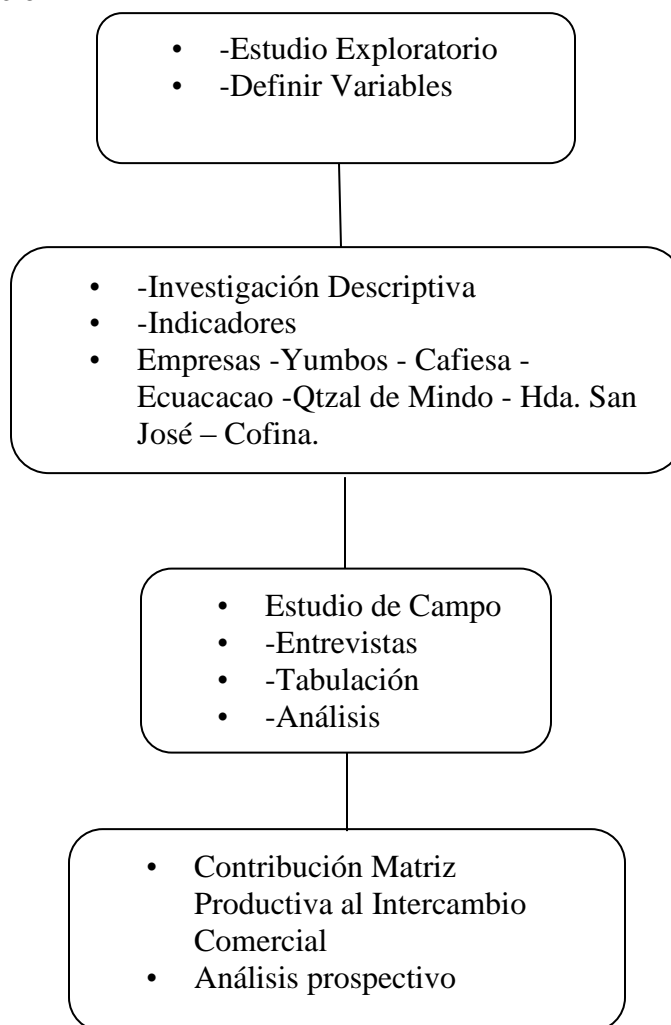 • -Estudio Exploratorio
• -Definir Variables
• -Investigación Descriptiva
• -Indicadores
• Empresas -Yumbos - Cafiesa -
Ecuacacao -Qtzal de Mindo - Hda. San
José – Cofina.
• Estudio de Campo
• -Entrevistas
• -Tabulación
• -Análisis
• Contribución Matriz
Productiva al Intercambio
Comercial
• Análisis prospectivo